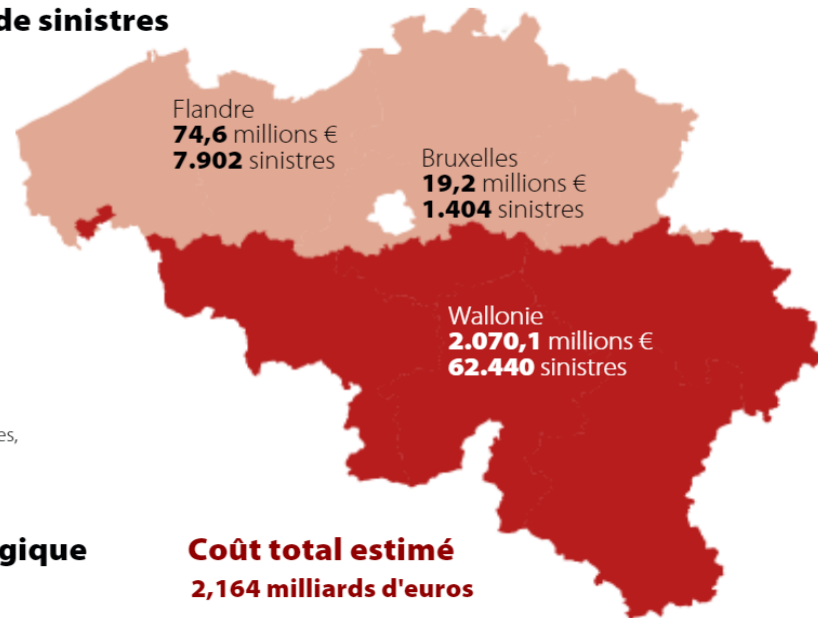 de sinistres
Flandre
74,6 millions €
7.902 sinistres
Bruxelles
19,2 millions €
1.404 sinistres
Wallonie
2.070,1 millions €
62.440 sinistres
es,
gique
Coût total estimé
2,164 milliards d'euros